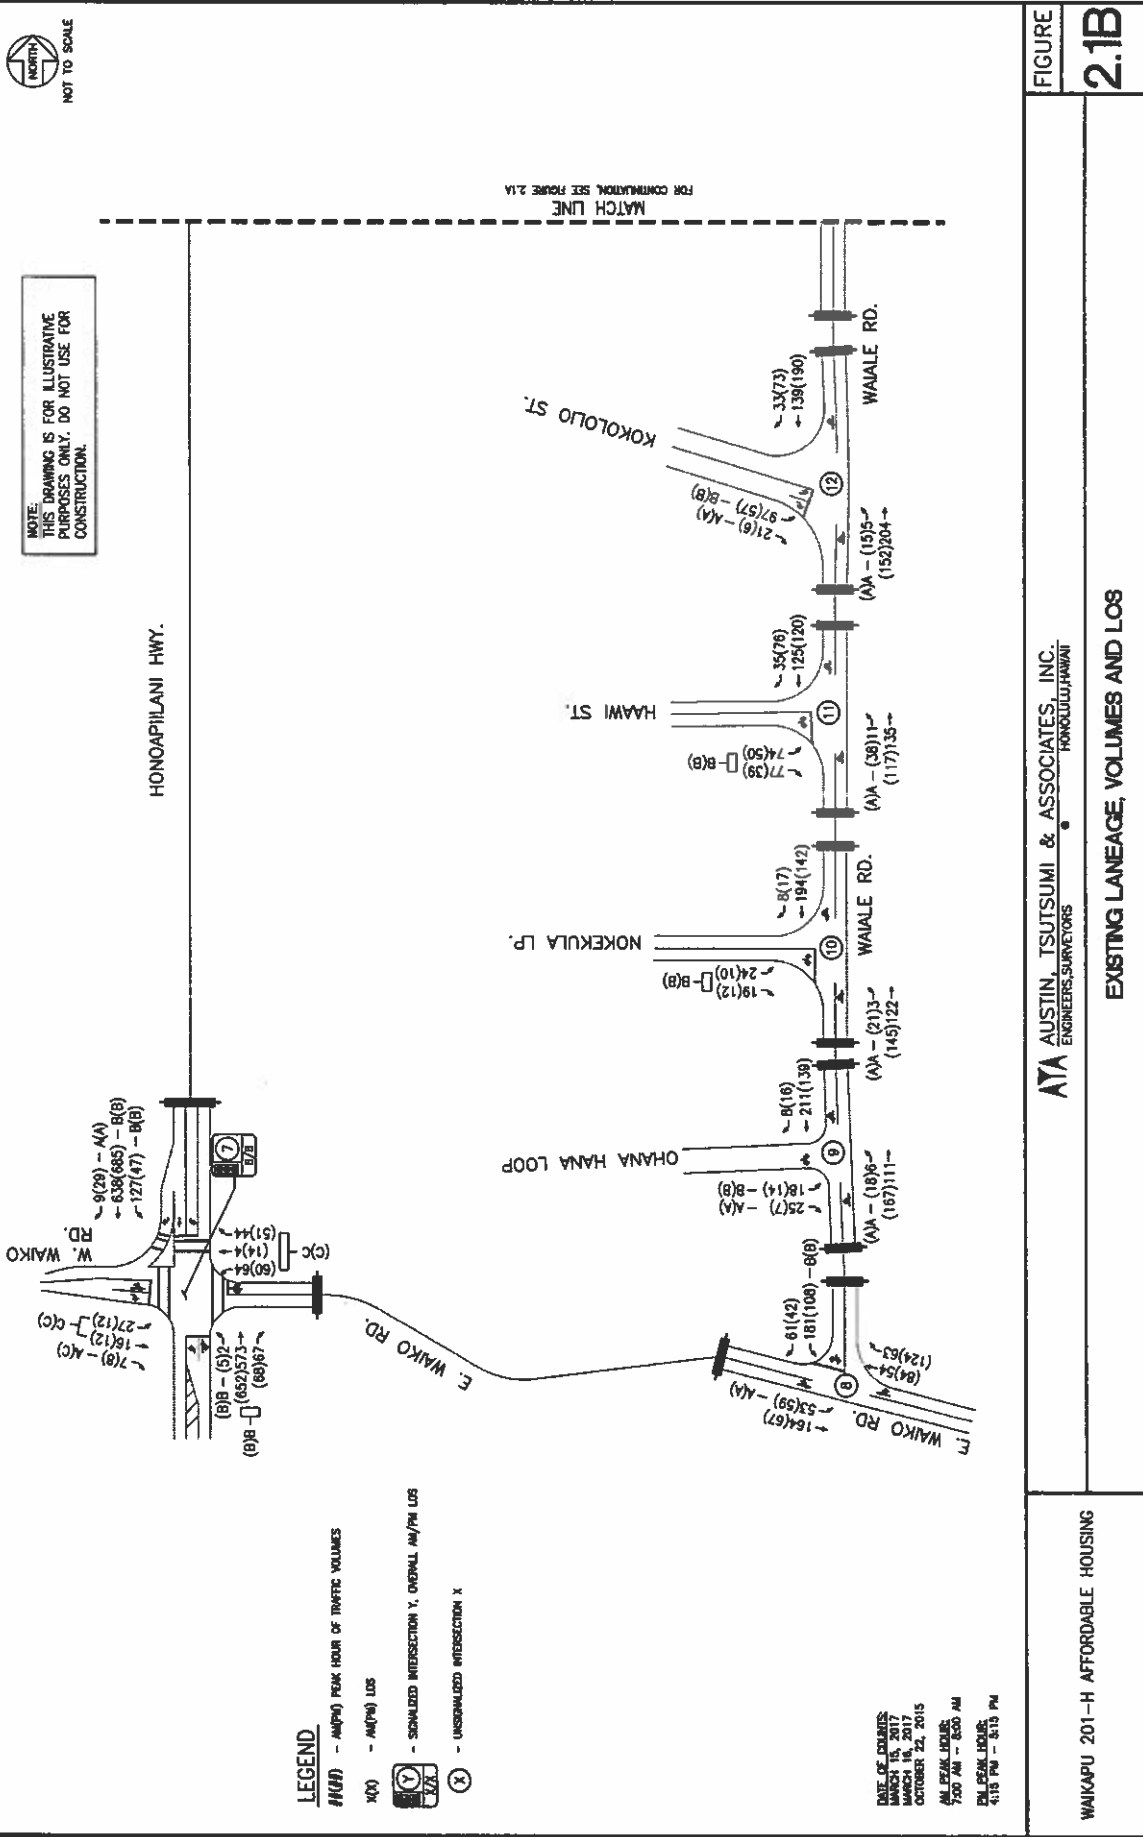 NORTH
NOT TO SCALE
NOTE:
THIS DRAWING IS FOR ILLUSTRATIVE
PURPOSES ONLY. DO NOT USE FOR
CONSTRUCTION.
HONOAPIILANI HWY.
MATCH LINE
FOR CONTINUATION, SEE FIGURE 2.1A
W. WAIKO
RD.
9(29) - A(A)
638(685) - B(B)
127(47) - B(B)
7
B/B
27(12)
16(12)
C(C)
7(8) - A(C)
(51)44
(14)4
(60)64
(C)C
(B)B - (5)2
(652)573
(68)67
(B)B
E. WAIKO RD.
61(42)
181(108) - B(B)
8
53(59) - A(A)
164(67)
(124)63
(84)54
E. WAIKO RD.
OHANA HANA LOOP
8(16)
211(139)
18(14) - B(B)
25(7) - A(A)
9
(A)A - (18)6
(167)111
NOKEKULA LP.
8(17)
194(142)
24(10)
19(12)
B(B)
10
WAIALE RD.
(A)A - (21)3
(145)122
HAAWI ST.
35(76)
125(120)
74(50)
77(39)
B(B)
11
(A)A - (38)11
(117)135
KOKOLOLIO ST.
33(73)
139(190)
97(57) - B(B)
21(6) - A(A)
12
WAIALE RD.
(A)A - (15)5
(152)204
LEGEND
#(#) - AM(PM) PEAK HOUR OF TRAFFIC VOLUMES
X(X) - AM(PM) LOS
Y X/X - SIGNALIZED INTERSECTION Y, OVERALL AM/PM LOS
X - UNSIGNALIZED INTERSECTION X
DATE OF COUNTS:
MARCH 15, 2017
MARCH 16, 2017
OCTOBER 22, 2015
AM PEAK HOUR:
7:00 AM - 8:00 AM
PM PEAK HOUR:
4:15 PM - 5:15 PM
WAIKAPU 201-H AFFORDABLE HOUSING
ATA AUSTIN, TSUTSUMI & ASSOCIATES, INC.
ENGINEERS,SURVEYORS • HONOLULU,HAWAII
EXISTING LANEAGE, VOLUMES AND LOS
FIGURE
2.1B